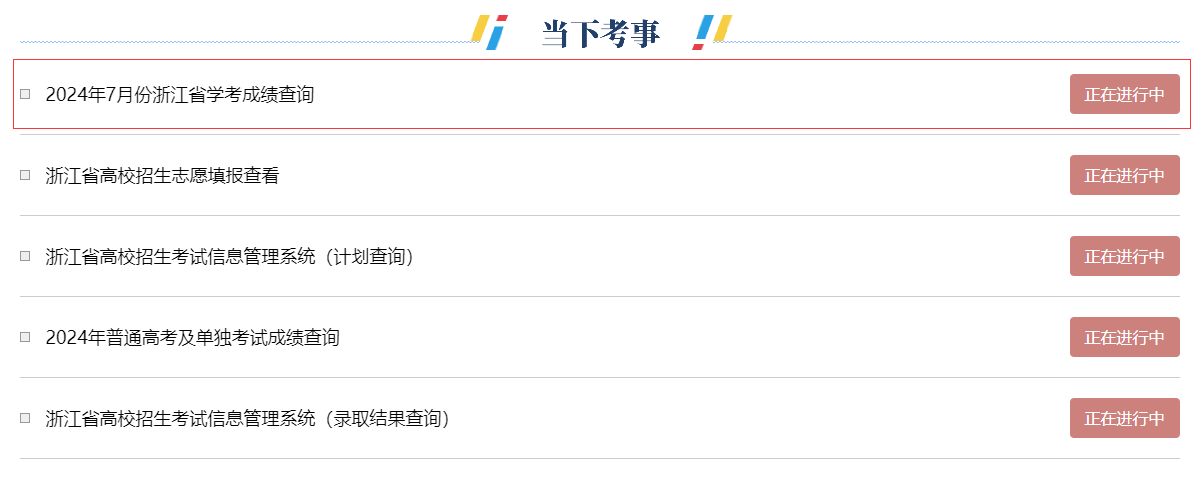 当下考事
2024年7月份浙江省学考成绩查询 正在进行中
浙江省高校招生志愿填报查看 正在进行中
浙江省高校招生考试信息管理系统（计划查询） 正在进行中
2024年普通高考及单独考试成绩查询 正在进行中
浙江省高校招生考试信息管理系统（录取结果查询） 正在进行中